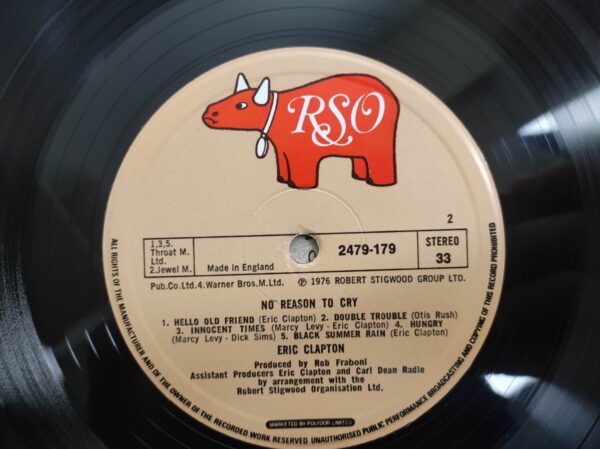 RSO
2
1,3,5.
Throat M.
Ltd.
2.Jewel M.
Made in England
2479-179
STEREO
33
Pub.Co.Ltd.4.Warner Bros.M.Ltd.
℗ 1976 ROBERT STIGWOOD GROUP LTD.
NO REASON TO CRY
1. HELLO OLD FRIEND (Eric Clapton) 2. DOUBLE TROUBLE (Otis Rush)
3. INNOCENT TIMES (Marcy Levy - Eric Clapton) 4. HUNGRY
(Marcy Levy - Dick Sims) 5. BLACK SUMMER RAIN (Eric Clapton)
ERIC CLAPTON
Produced by Rob Fraboni
Assistant Producers Eric Clapton and Carl Dean Radle
by arrangement with the
Robert Stigwood Organisation Ltd.
MARKETED BY POLYDOR LIMITED
ALL RIGHTS OF THE MANUFACTURER AND OF THE OWNER OF THE RECORDED WORK RESERVED UNAUTHORISED PUBLIC PERFORMANCE BROADCASTING AND COPYING OF THIS RECORD PROHIBITED